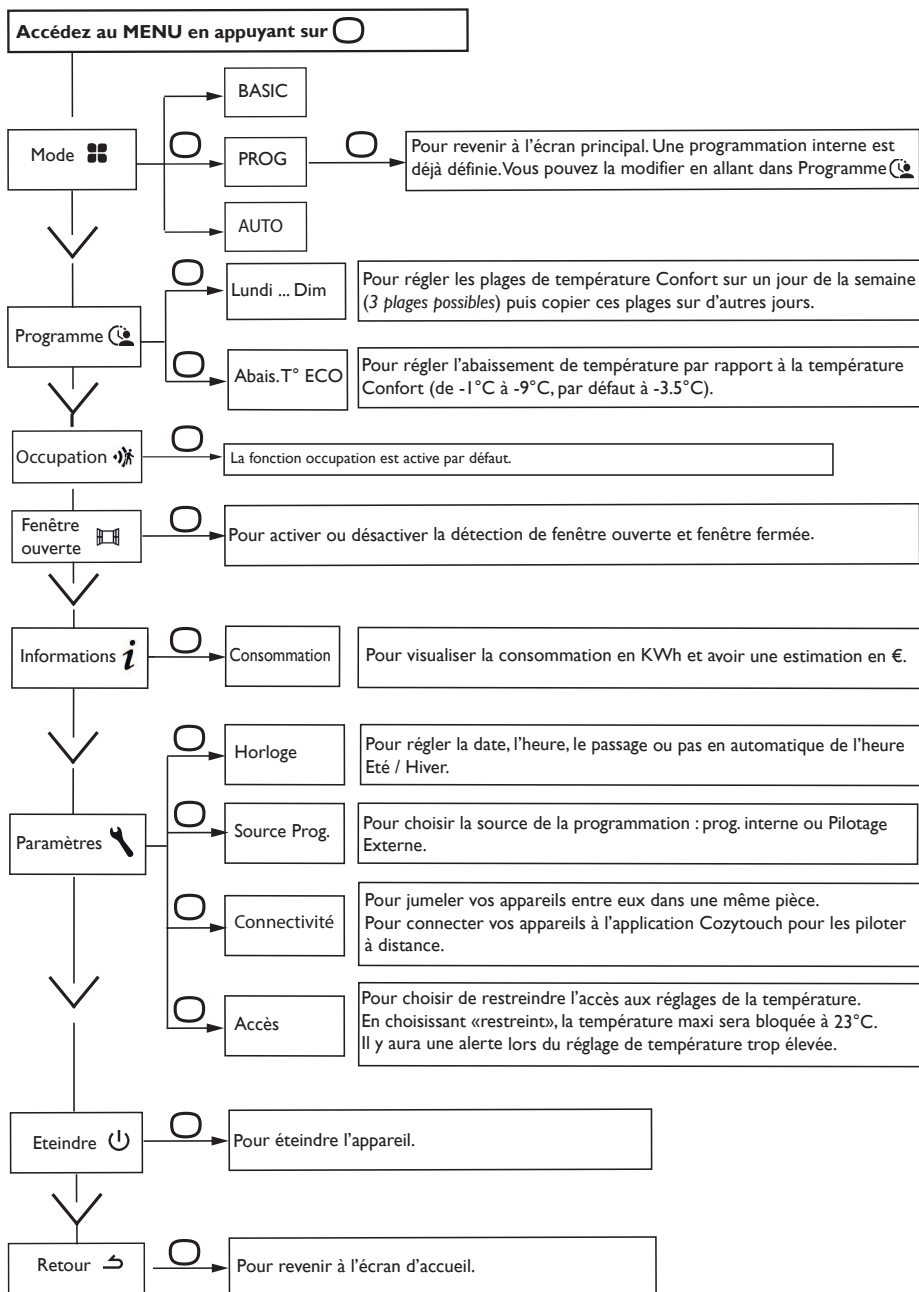 Accédez au MENU en appuyant sur
BASIC
Mode
PROG
Pour revenir à l'écran principal. Une programmation interne est
déjà définie. Vous pouvez la modifier en allant dans Programme
AUTO
Programme
Lundi ... Dim
Pour régler les plages de température Confort sur un jour de la semaine
(3 plages possibles) puis copier ces plages sur d'autres jours.
Abais. T° ECO
Pour régler l'abaissement de température par rapport à la température
Confort (de -1°C à -9°C, par défaut à -3.5°C).
Occupation
La fonction occupation est active par défaut.
Fenêtre
ouverte
Pour activer ou désactiver la détection de fenêtre ouverte et fenêtre fermée.
Informations i
Consommation
Pour visualiser la consommation en KWh et avoir une estimation en €.
Paramètres
Horloge
Pour régler la date, l'heure, le passage ou pas en automatique de l'heure
Eté / Hiver.
Source Prog.
Pour choisir la source de la programmation : prog. interne ou Pilotage
Externe.
Connectivité
Pour jumeler vos appareils entre eux dans une même pièce.
Pour connecter vos appareils à l'application Cozytouch pour les piloter
à distance.
Accès
Pour choisir de restreindre l'accès aux réglages de la température.
En choisissant «restreint», la température maxi sera bloquée à 23°C.
Il y aura une alerte lors du réglage de température trop élevée.
Eteindre
Pour éteindre l'appareil.
Retour
Pour revenir à l'écran d'accueil.